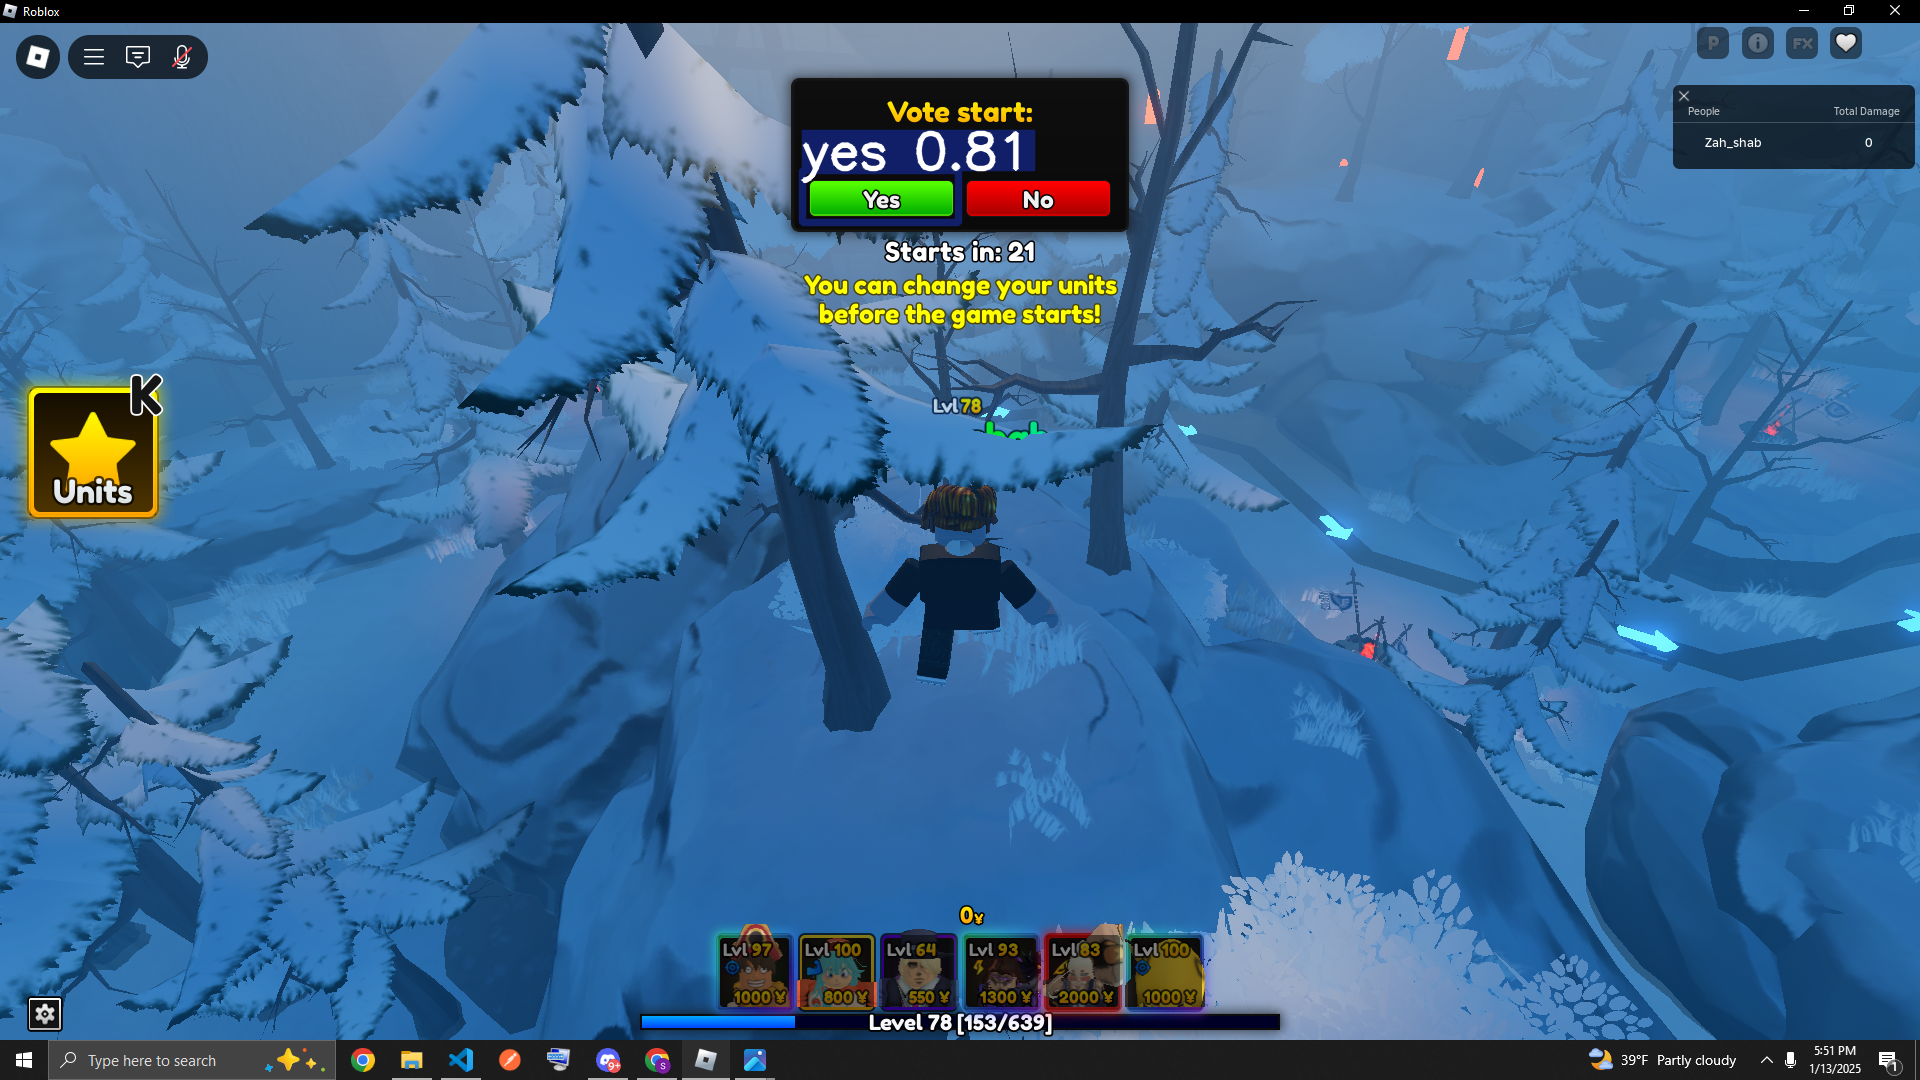 Roblox
P
FX
Vote start:
yes 0.81
Yes
No
Starts in: 21
You can change your units
before the game starts!
People
Total Damage
Zah_shab
0
K
Units
Lvl 78
0¥
Lvl 97
Lvl 100
Lvl 64
Lvl 93
Lvl 83
Lvl 100
1000 ¥
800 ¥
550 ¥
1300 ¥
2000 ¥
1000 ¥
Level 78 [153/639]
Type here to search
9+
S
39°F Partly cloudy
5:51 PM
1/13/2025
1